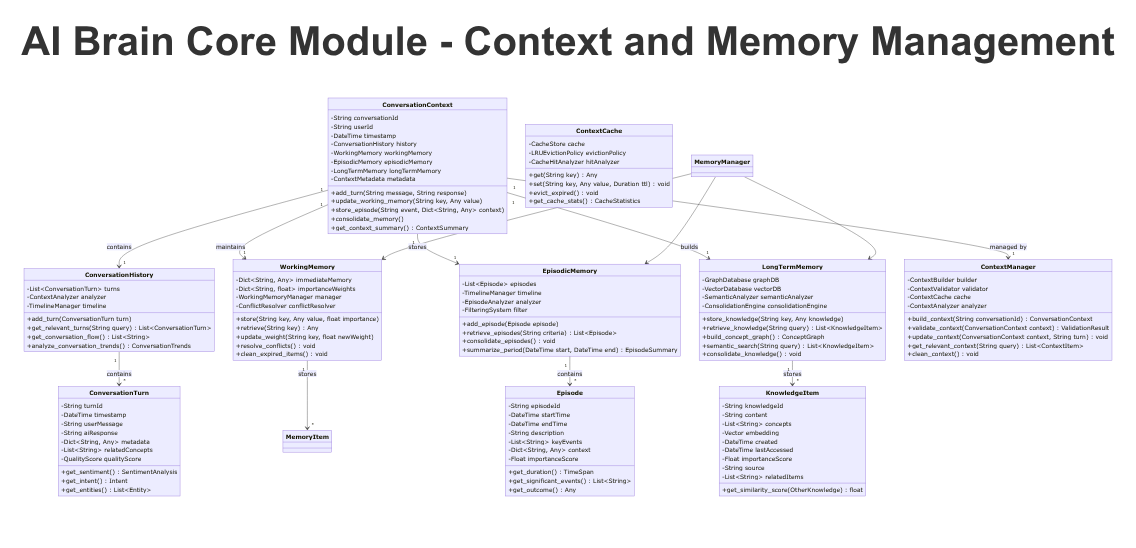 AI Brain Core Module - Context and Memory Management
ConversationContext
-String conversationId
-String userId
-DateTime timestamp
-ConversationHistory history
-WorkingMemory workingMemory
-EpisodicMemory episodicMemory
-LongTermMemory longTermMemory
-ContextMetadata metadata
+add_turn(String message, String response)
+update_working_memory(String key, Any value)
+store_episode(String event, Dict<String, Any> context)
+consolidate_memory()
+get_context_summary() : ContextSummary
ContextCache
-CacheStore cache
-LRUEvictionPolicy evictionPolicy
-CacheHitAnalyzer hitAnalyzer
+get(String key) : Any
+set(String key, Any value, Duration ttl) : void
+evict_expired() : void
+get_cache_stats() : CacheStatistics
MemoryManager
1
1
1
1
1
contains
maintains
stores
builds
managed by
1
1
1
1
1
ConversationHistory
-List<ConversationTurn> turns
-ContextAnalyzer analyzer
-TimelineManager timeline
+add_turn(ConversationTurn turn)
+get_relevant_turns(String query) : List<ConversationTurn>
+get_conversation_flow() : List<String>
+analyze_conversation_trends() : ConversationTrends
WorkingMemory
-Dict<String, Any> immediateMemory
-Dict<String, float> importanceWeights
-WorkingMemoryManager manager
-ConflictResolver conflictResolver
+store(String key, Any value, float importance)
+retrieve(String key) : Any
+update_weight(String key, float newWeight)
+resolve_conflicts() : void
+clean_expired_items() : void
EpisodicMemory
-List<Episode> episodes
-TimelineManager timeline
-EpisodeAnalyzer analyzer
-FilteringSystem filter
+add_episode(Episode episode)
+retrieve_episodes(String criteria) : List<Episode>
+consolidate_episodes() : void
+summarize_period(DateTime start, DateTime end) : EpisodeSummary
LongTermMemory
-GraphDatabase graphDB
-VectorDatabase vectorDB
-SemanticAnalyzer semanticAnalyzer
-ConsolidationEngine consolidationEngine
+store_knowledge(String key, Any knowledge)
+retrieve_knowledge(String query) : List<KnowledgeItem>
+build_concept_graph() : ConceptGraph
+semantic_search(String query) : List<KnowledgeItem>
+consolidate_knowledge() : void
ContextManager
-ContextBuilder builder
-ContextValidator validator
-ContextCache cache
-ContextAnalyzer analyzer
+build_context(String conversationId) : ConversationContext
+validate_context(ConversationContext context) : ValidationResult
+update_context(ConversationContext context, String turn) : void
+get_relevant_context(String query) : List<ContextItem>
+clean_context() : void
1
contains
*
1
stores
*
1
contains
*
1
stores
*
ConversationTurn
-String turnId
-DateTime timestamp
-String userMessage
-String aiResponse
-Dict<String, Any> metadata
-List<String> relatedConcepts
-QualityScore qualityScore
+get_sentiment() : SentimentAnalysis
+get_intent() : Intent
+get_entities() : List<Entity>
MemoryItem
Episode
-String episodeId
-DateTime startTime
-DateTime endTime
-String description
-List<String> keyEvents
-Dict<String, Any> context
-Float importanceScore
+get_duration() : TimeSpan
+get_significant_events() : List<String>
+get_outcome() : Any
KnowledgeItem
-String knowledgeId
-String content
-List<String> concepts
-Vector embedding
-DateTime created
-DateTime lastAccessed
-Float importanceScore
-String source
-List<String> relatedItems
+get_similarity_score(OtherKnowledge) : float